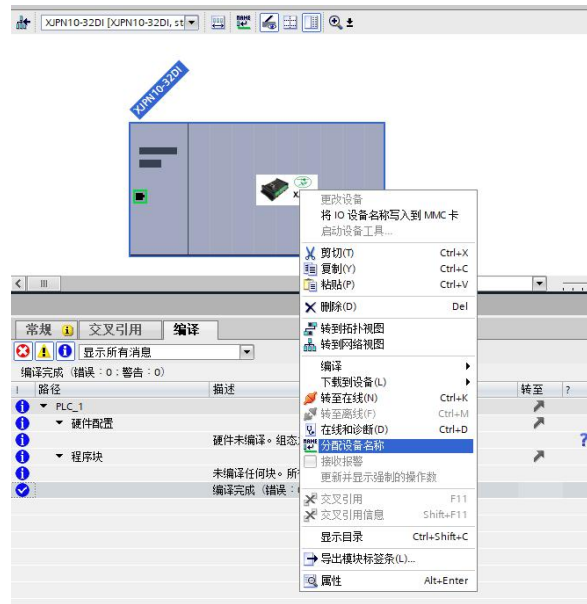 XJPN10-32DI [XJPN10-32DI, st
XJPN10-32DI
更改设备
将 IO 设备名称写入到 MMC 卡
启动设备工具...
剪切(T) Ctrl+X
复制(Y) Ctrl+C
粘贴(P) Ctrl+V
删除(D) Del
转到拓扑视图
转到网络视图
编译
下载到设备(L)
转至在线(N) Ctrl+K
转至离线(F) Ctrl+M
在线和诊断(D) Ctrl+D
分配设备名称
接收报警
更新并显示强制的操作数
交叉引用 F11
交叉引用信息 Shift+F11
显示目录 Ctrl+Shift+C
导出模块标签条(L)...
属性 Alt+Enter
常规 交叉引用 编译
显示所有消息
编译完成（错误：0；警告：0）
! 路径 描述 转至 ?
PLC_1
硬件配置
硬件未编译。组态
程序块
未编译任何块。所
编译完成（错误：